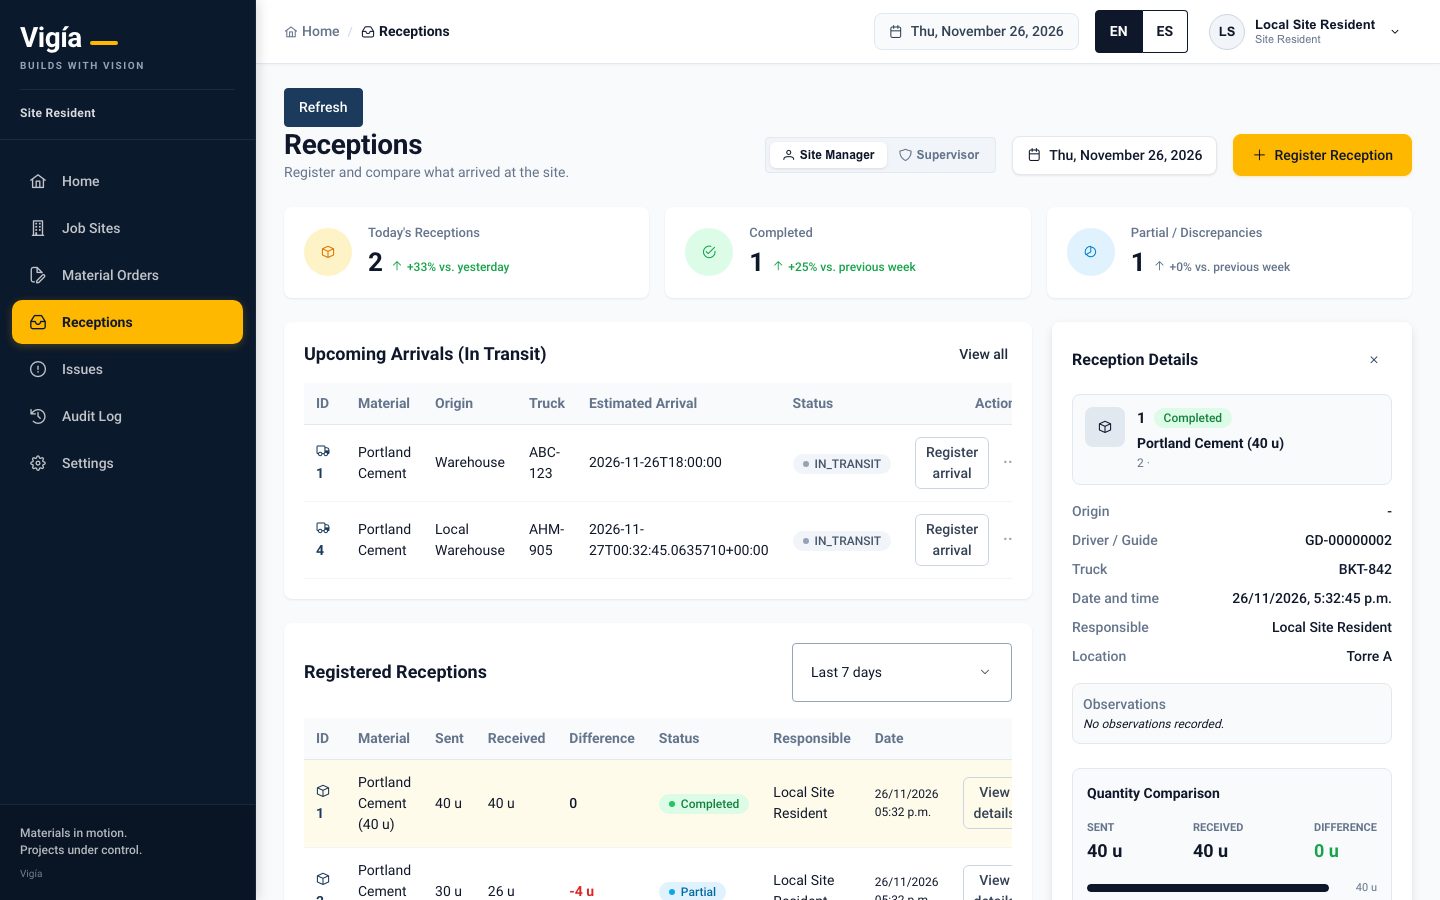 Vigía
BUILDS WITH VISION
Site Resident
Home
Job Sites
Material Orders
Receptions
Issues
Audit Log
Settings
Materials in motion.
Projects under control.
Vigía
Home / Receptions
Thu, November 26, 2026
EN ES
LS
Local Site Resident
Site Resident
Refresh
Receptions
Register and compare what arrived at the site.
Site Manager Supervisor
Thu, November 26, 2026
+ Register Reception
Today's Receptions
2 ↑ +33% vs. yesterday
Completed
1 ↑ +25% vs. previous week
Partial / Discrepancies
1 ↑ +0% vs. previous week
Upcoming Arrivals (In Transit)
View all
ID Material Origin Truck Estimated Arrival Status Action
1 Portland Cement Warehouse ABC-123 2026-11-26T18:00:00 IN_TRANSIT Register arrival
4 Portland Cement Local Warehouse AHM-905 2026-11-27T00:32:45.0635710+00:00 IN_TRANSIT Register arrival
Registered Receptions
Last 7 days
ID Material Sent Received Difference Status Responsible Date
1 Portland Cement (40 u) 40 u 40 u 0 Completed Local Site Resident 26/11/2026 05:32 p.m. View details
Portland Cement 30 u 26 u -4 u Partial Local Site Resident 26/11/2026 05:32 p.m. View details
Reception Details
×
1 Completed
Portland Cement (40 u)
2 ·
Origin -
Driver / Guide GD-00000002
Truck BKT-842
Date and time 26/11/2026, 5:32:45 p.m.
Responsible Local Site Resident
Location Torre A
Observations
No observations recorded.
Quantity Comparison
SENT RECEIVED DIFFERENCE
40 u 40 u 0 u
40 u